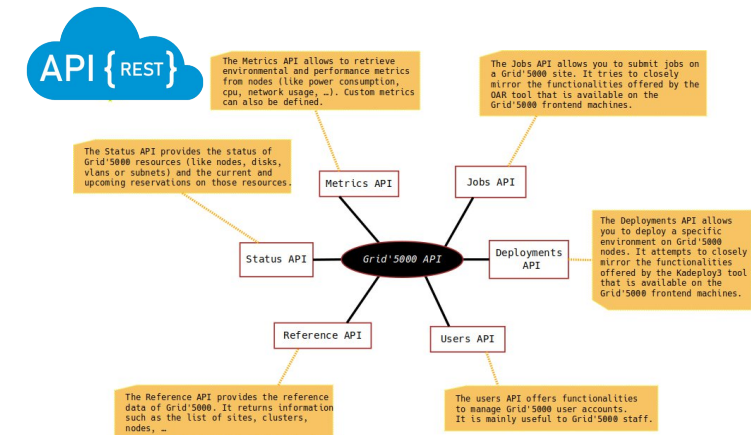 API { REST }
The Metrics API allows to retrieve
environmental and performance metrics
from nodes (like power consumption,
cpu, network usage, …). Custom metrics
can also be defined.
The Jobs API allows you to submit jobs on
a Grid'5000 site. It tries to closely
mirror the functionalities offered by the
OAR tool that is available on the
Grid'5000 frontend machines.
The Status API provides the status of
Grid'5000 resources (like nodes, disks,
vlans or subnets) and the current and
upcoming reservations on those resources.
Metrics API
Jobs API
The Deployments API allows
you to deploy a specific
environment on Grid'5000
nodes. It attempts to closely
mirror the functionalities
offered by the Kadeploy3 tool
that is available on the
Grid'5000 frontend machines.
Status API
Grid'5000 API
Deployments
API
Reference API
Users API
The Reference API provides the reference
data of Grid'5000. It returns information
such as the list of sites, clusters,
nodes, …
The users API offers functionalities
to manage Grid'5000 user accounts.
It is mainly useful to Grid'5000 staff.